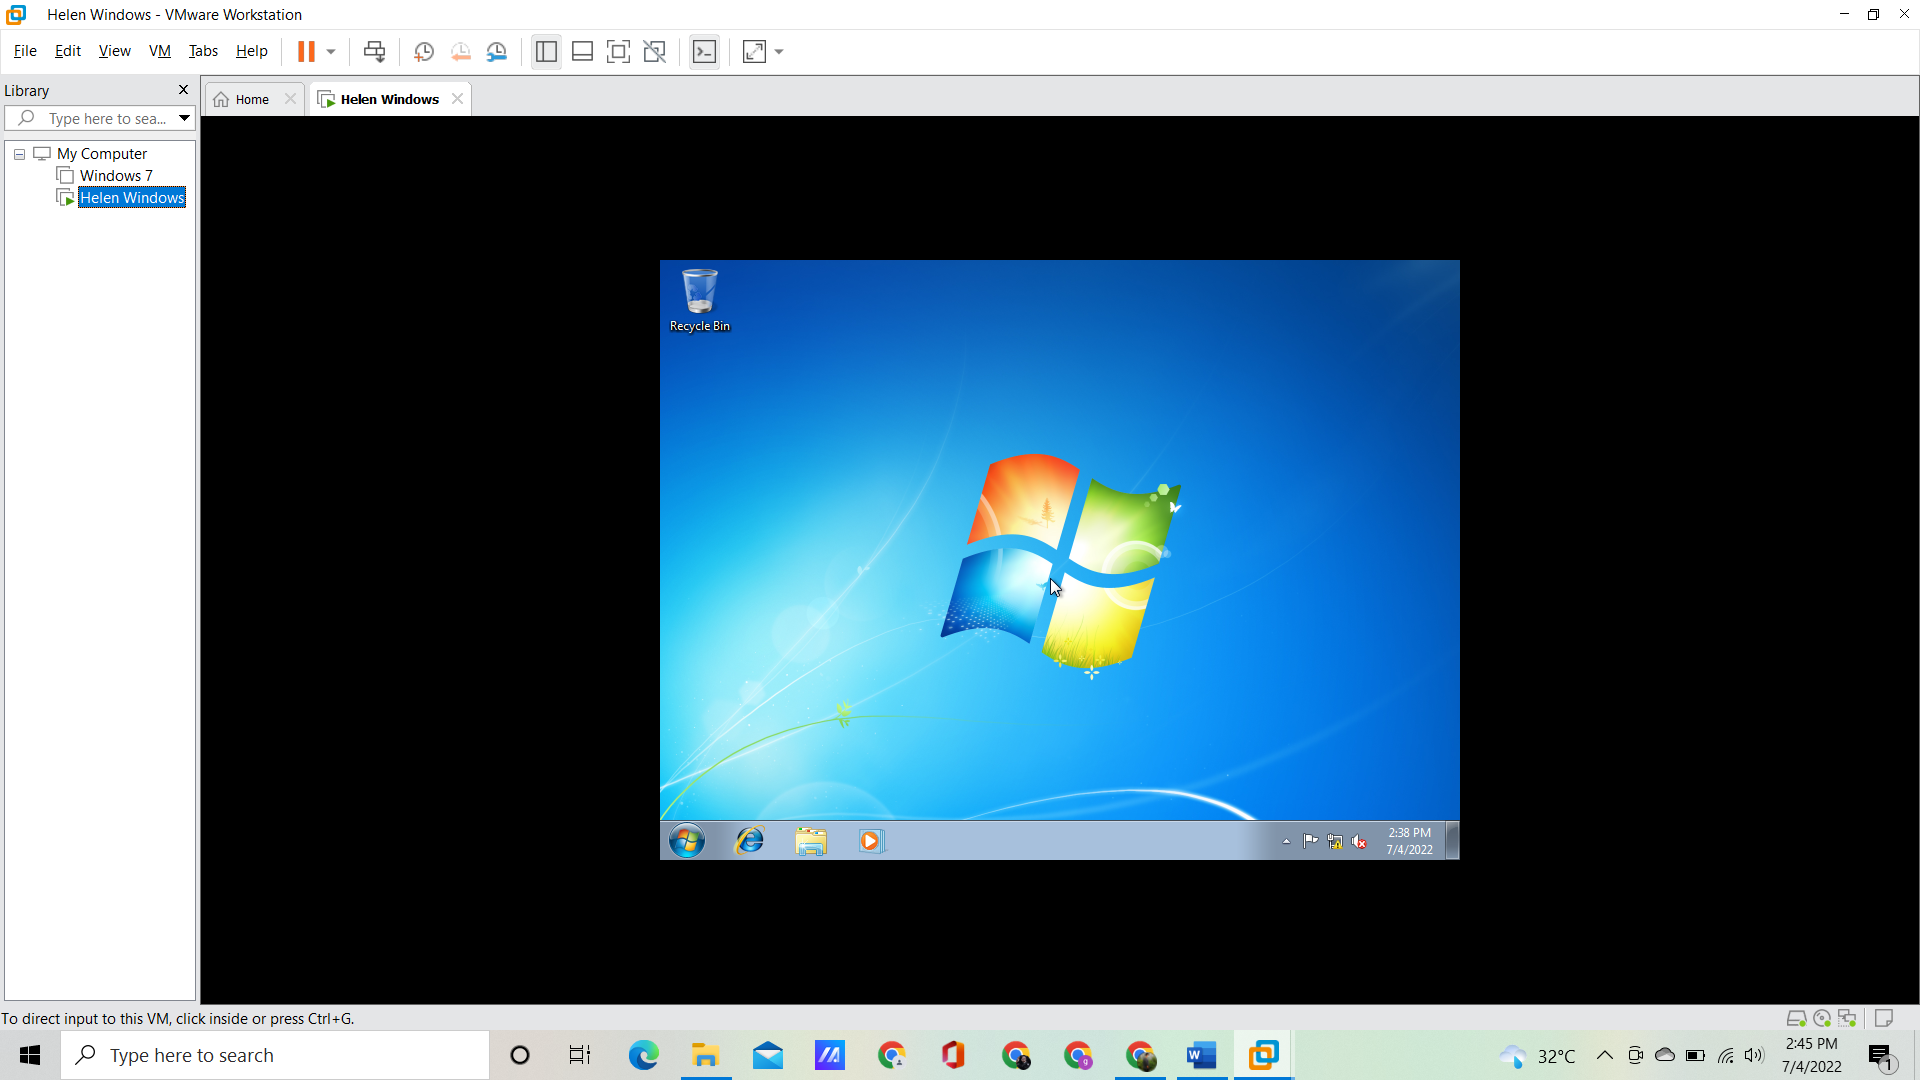 Helen Windows - VMware Workstation
File Edit View VM Tabs Help
Library
Home
Helen Windows
Type here to sea...
My Computer
Windows 7
Helen Windows
Recycle Bin
2:38 PM
7/4/2022
To direct input to this VM, click inside or press Ctrl+G.
Type here to search
32°C
2:45 PM
7/4/2022
1